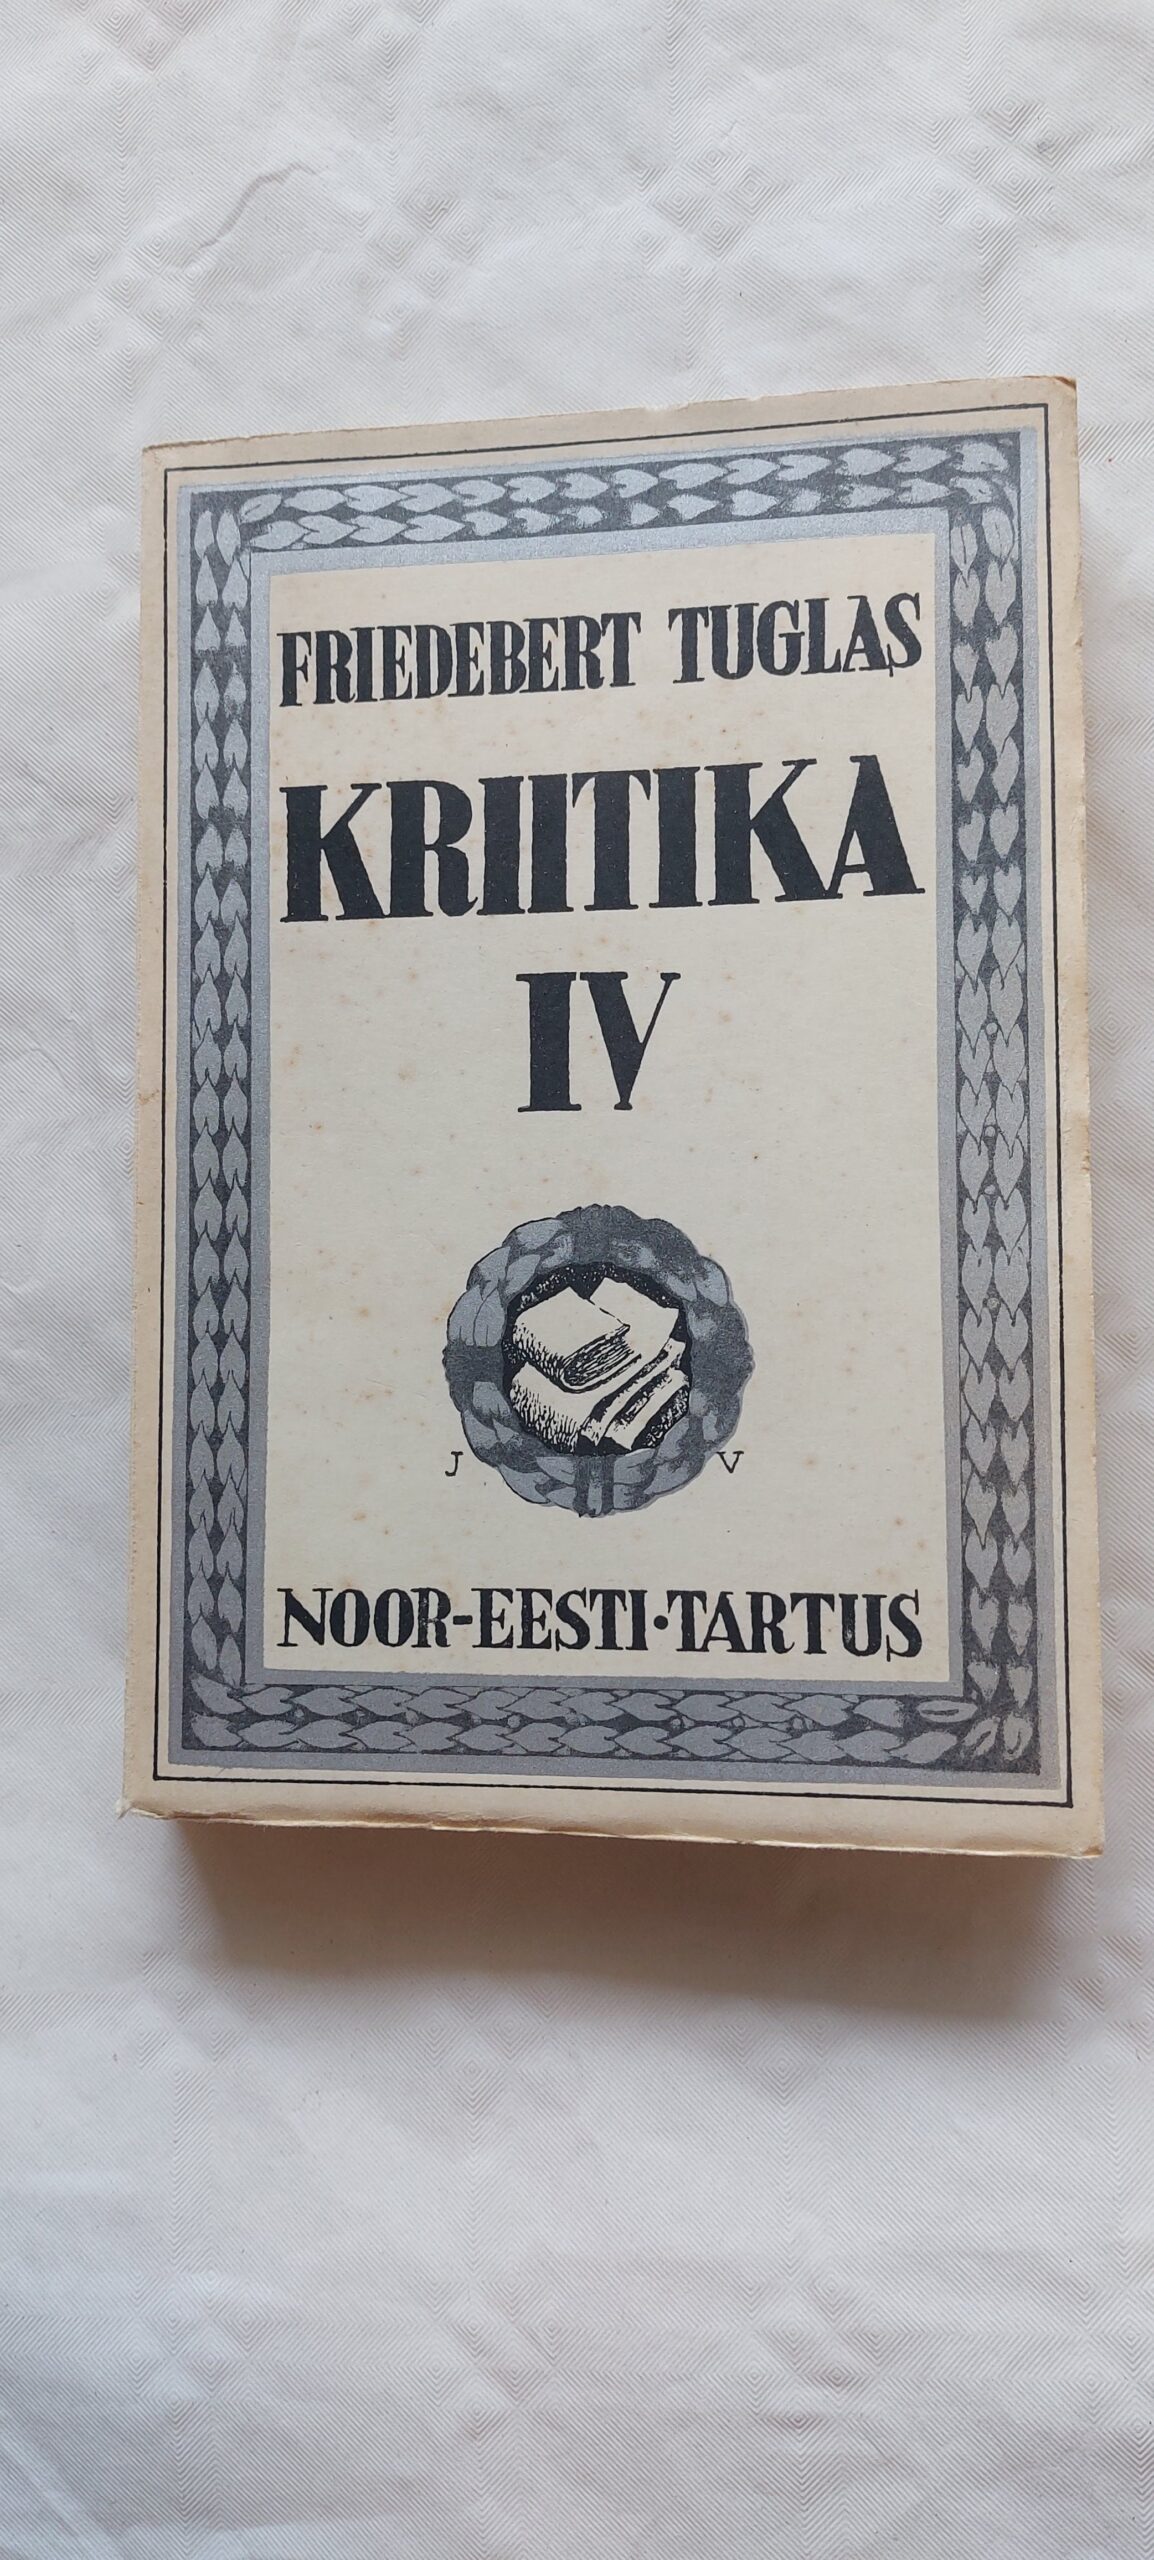 FRIEDEBERT TUGLAS
KRIITIKA
IV
J V
NOOR-EESTI·TARTUS